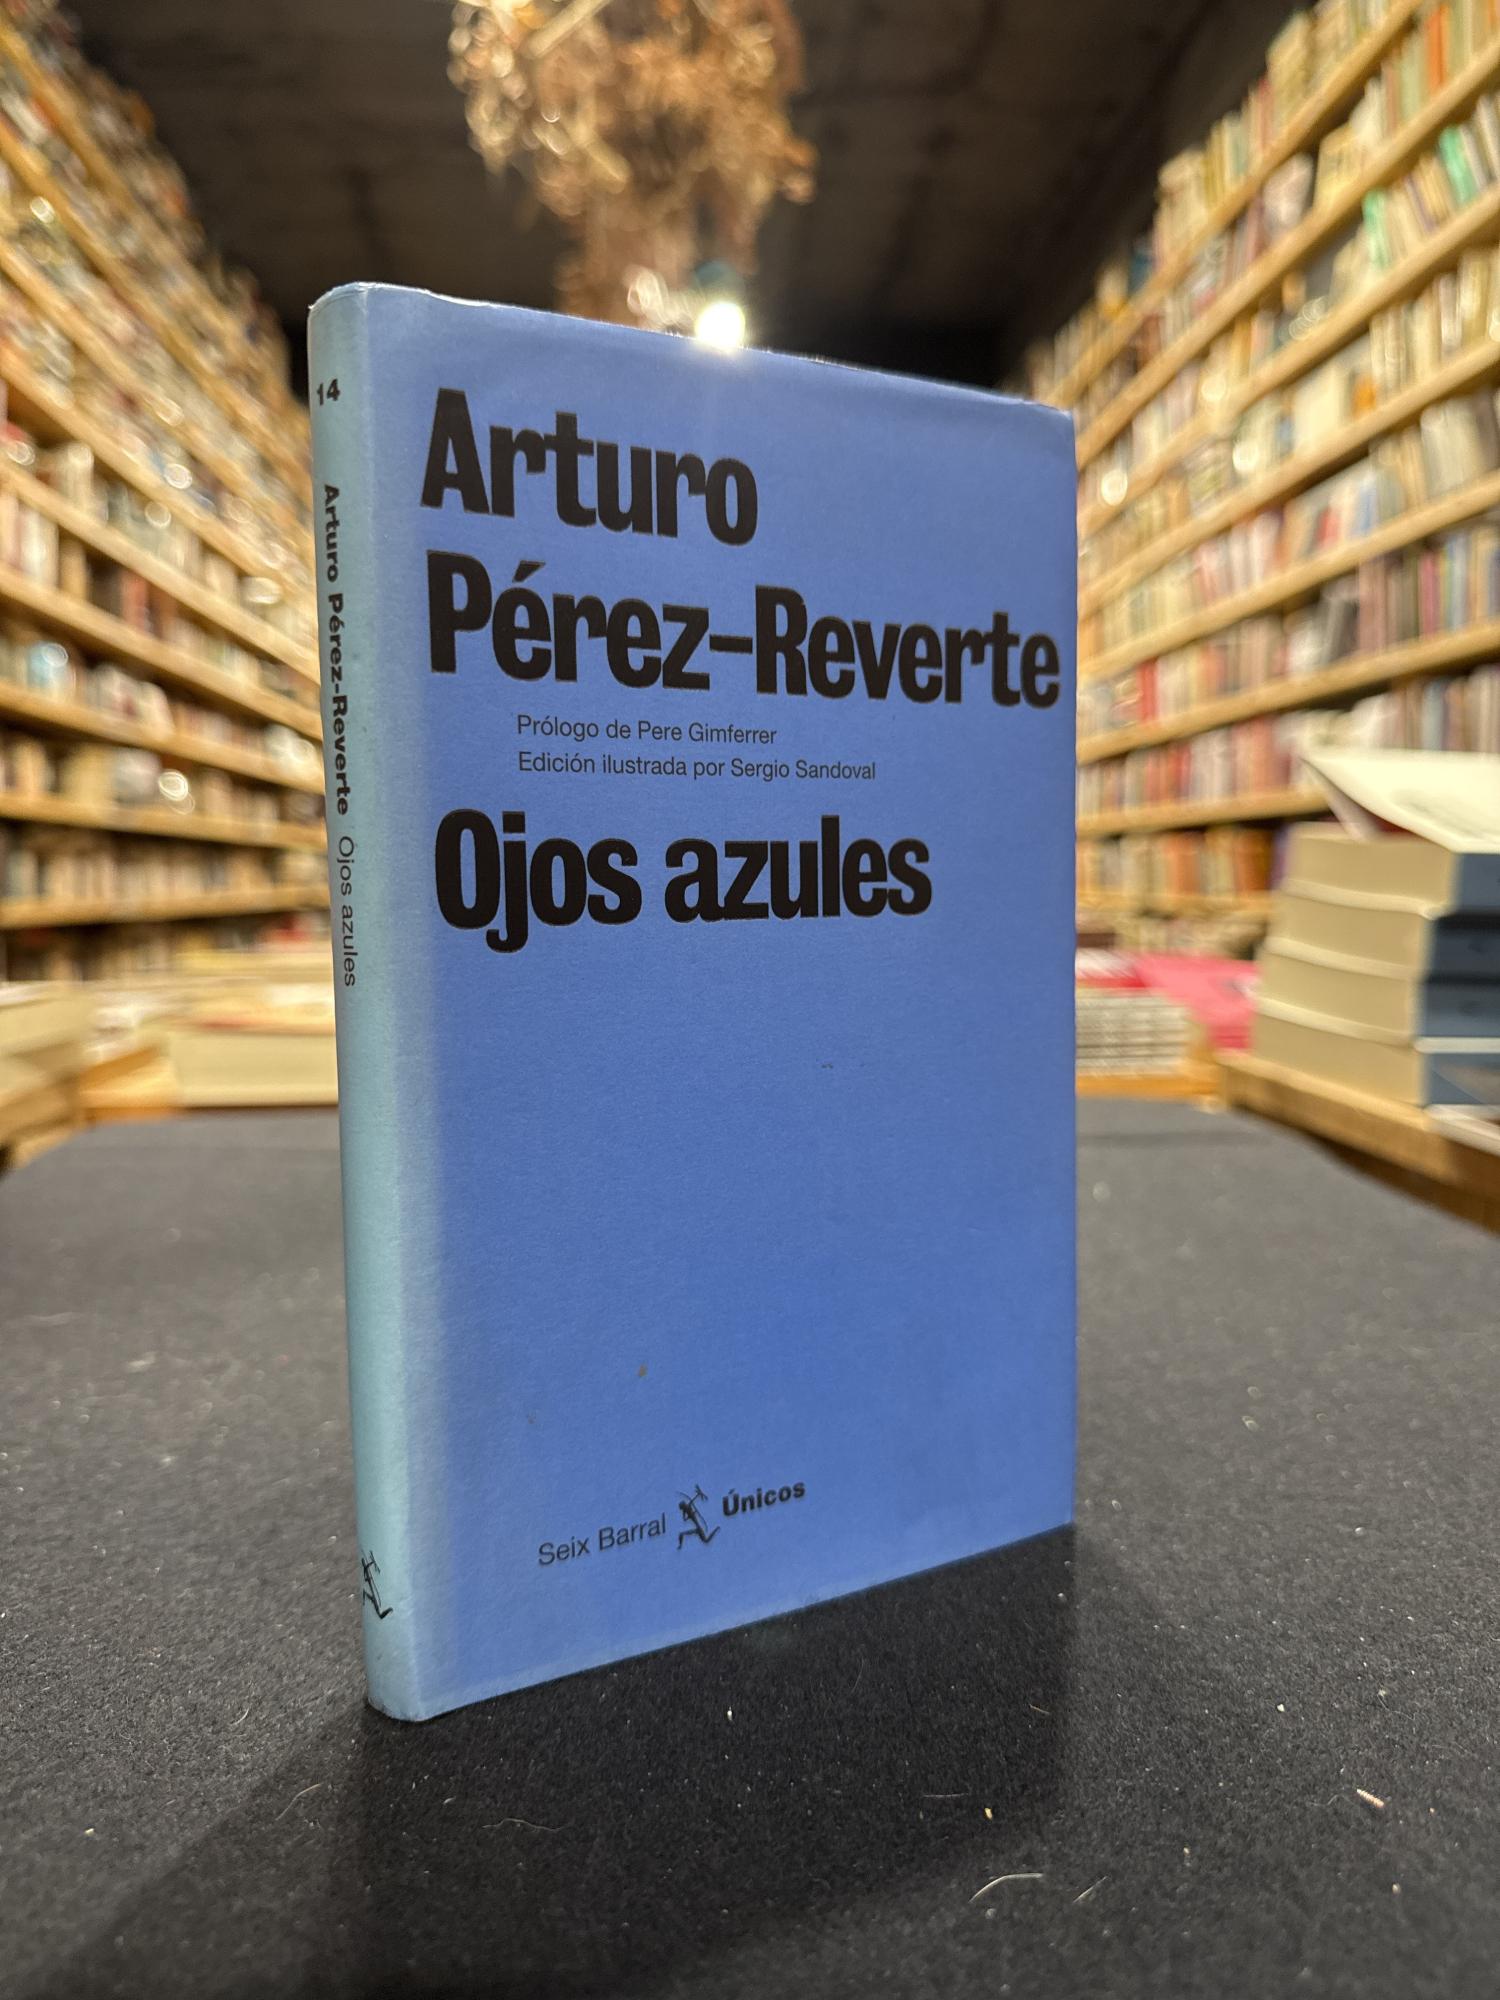 14
Arturo Pérez-Reverte Ojos azules
Arturo
Pérez-Reverte
Prólogo de Pere Gimferrer
Edición ilustrada por Sergio Sandoval
Ojos azules
Seix Barral Únicos